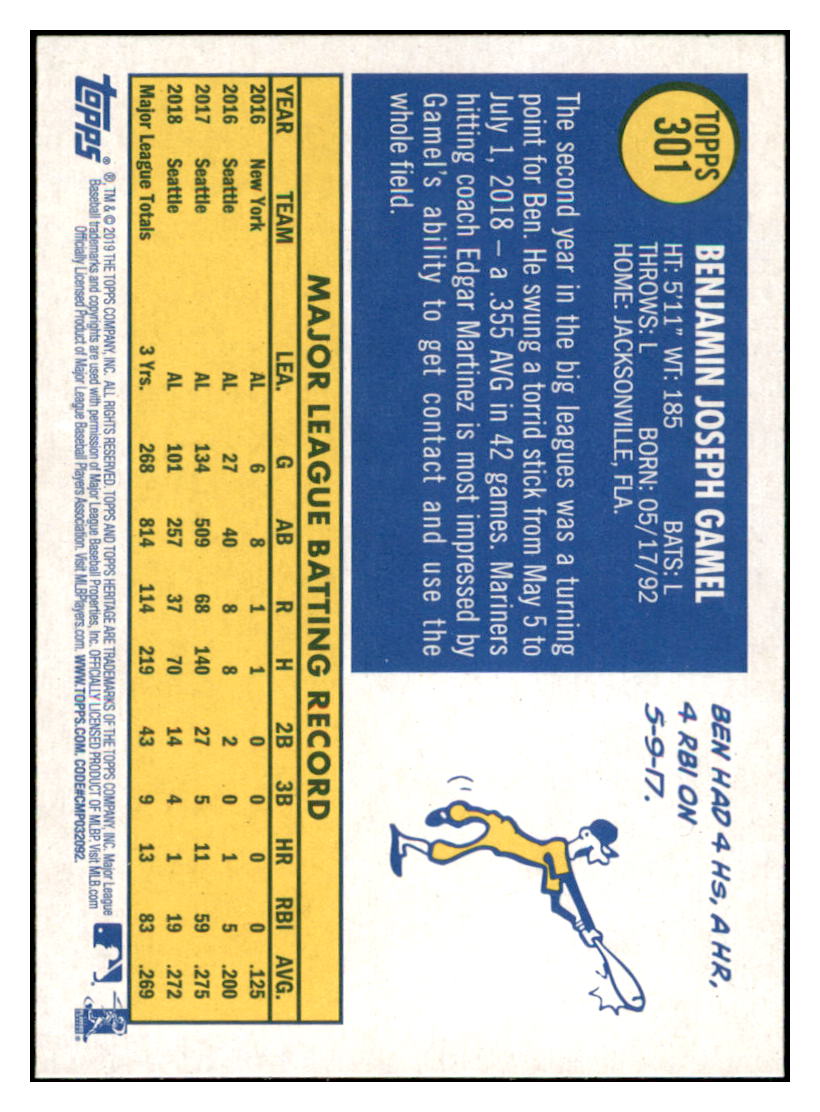 TOPPS
301
BENJAMIN JOSEPH GAMEL
HT: 5'11" WT: 185 BATS: L
THROWS: L BORN: 05/17/92
HOME: JACKSONVILLE, FLA.
The second year in the big leagues was a turning
point for Ben. He swung a torrid stick from May 5 to
July 1, 2018 – a .355 AVG in 42 games. Mariners
hitting coach Edgar Martinez is most impressed by
Gamel's ability to get contact and use the
whole field.
BEN HAD 4 HS, A HR,
4 RBI ON
5-9-17.
MAJOR LEAGUE BATTING RECORD
YEAR TEAM LEA. G AB R H 2B 3B HR RBI AVG.
2016 New York AL 6 8 1 1 0 0 0 0 .125
2016 Seattle AL 27 40 8 8 2 0 1 5 .200
2017 Seattle AL 134 509 68 140 27 5 11 59 .275
2018 Seattle AL 101 257 37 70 14 4 1 19 .272
Major League Totals 3 Yrs. 268 814 114 219 43 9 13 83 .269
topps®
®, TM & © 2019 THE TOPPS COMPANY, INC. ALL RIGHTS RESERVED. TOPPS AND TOPPS HERITAGE ARE TRADEMARKS OF THE TOPPS COMPANY, INC. Major League
Baseball trademarks and copyrights are used with permission of Major League Baseball Properties, Inc. OFFICIALLY LICENSED PRODUCT OF MLBP. Visit MLB.com
Officially Licensed Product of Major League Baseball Players Association. Visit MLBPlayers.com. WWW.TOPPS.COM. CODE#CMP032092.